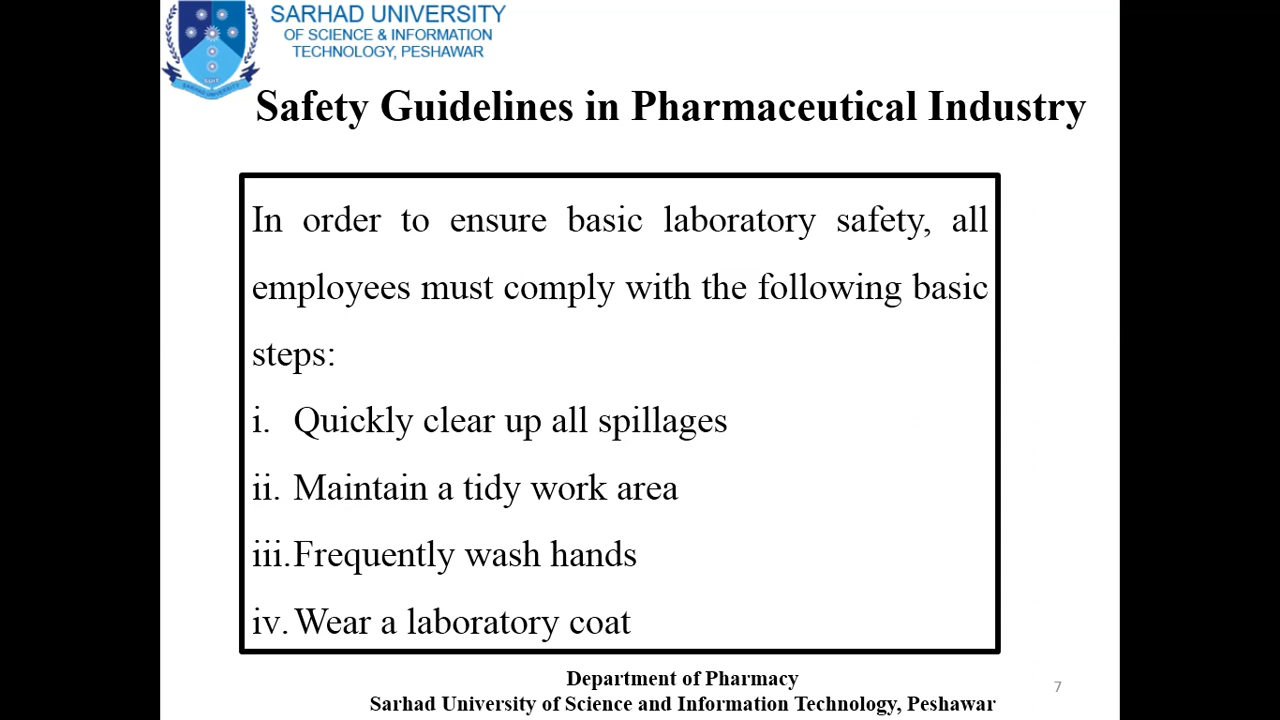 SARHAD UNIVERSITY
OF SCIENCE & INFORMATION
TECHNOLOGY, PESHAWAR
SUIT
SARHAD UNIVERSITY
Safety Guidelines in Pharmaceutical Industry
In order to ensure basic laboratory safety, all
employees must comply with the following basic
steps:
i. Quickly clear up all spillages
ii. Maintain a tidy work area
iii. Frequently wash hands
iv. Wear a laboratory coat
Department of Pharmacy
Sarhad University of Science and Information Technology, Peshawar
7